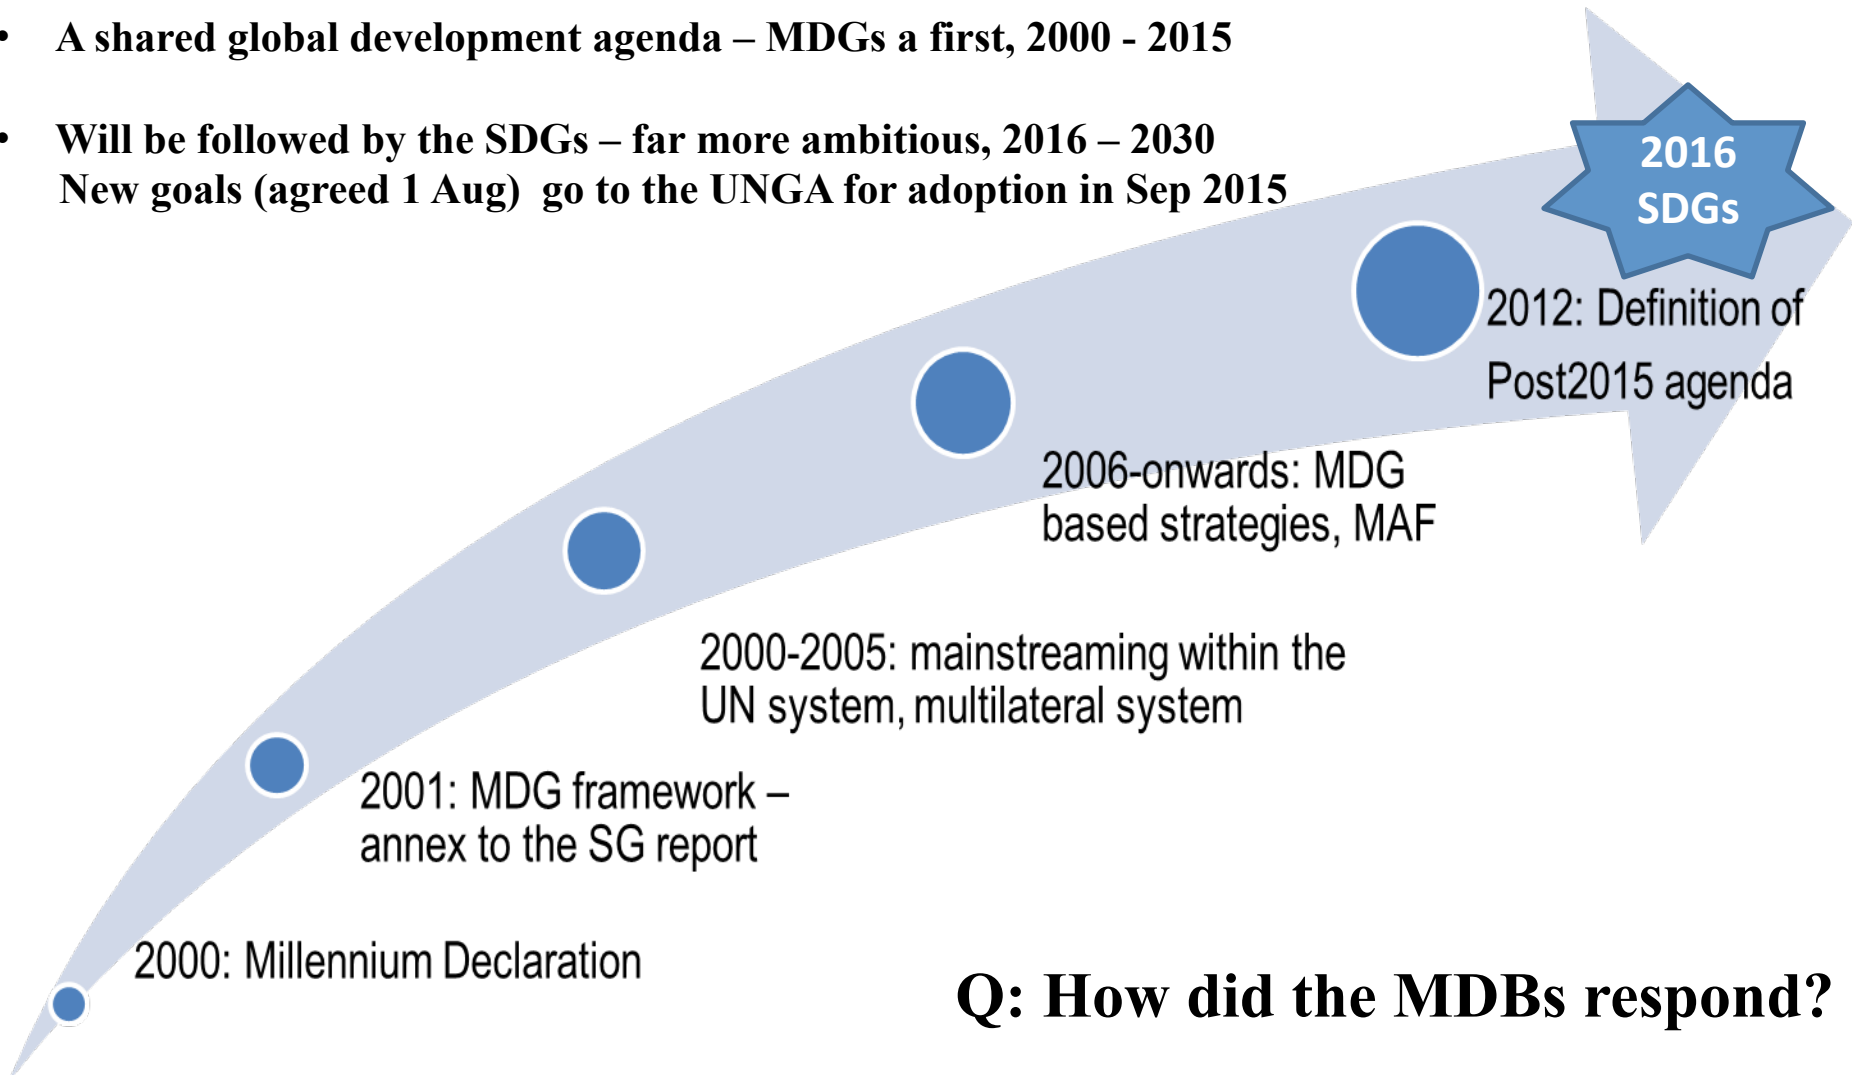 • A shared global development agenda – MDGs a first, 2000 - 2015
• Will be followed by the SDGs – far more ambitious, 2016 – 2030
New goals (agreed 1 Aug) go to the UNGA for adoption in Sep 2015
2016
SDGs
2012: Definition of
Post2015 agenda
2006-onwards: MDG
based strategies, MAF
2000-2005: mainstreaming within the
UN system, multilateral system
2001: MDG framework –
annex to the SG report
2000: Millennium Declaration
Q: How did the MDBs respond?